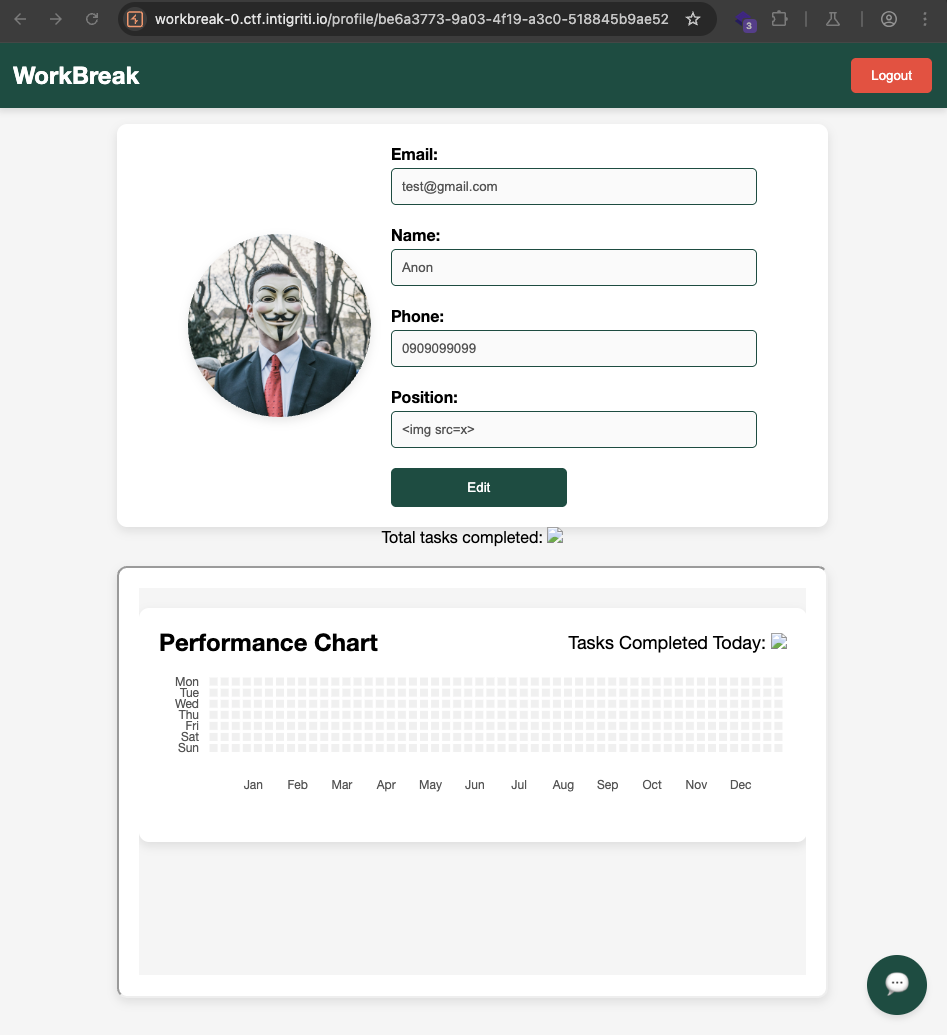 workbreak-0.ctf.intigriti.io/profile/be6a3773-9a03-4f19-a3c0-518845b9ae52
3
WorkBreak
Logout
Email:
test@gmail.com
Name:
Anon
Phone:
0909099099
Position:
<img src=x>
Edit
Total tasks completed:
Performance Chart
Tasks Completed Today:
Mon
Tue
Wed
Thu
Fri
Sat
Sun
Jan Feb Mar Apr May Jun Jul Aug Sep Oct Nov Dec